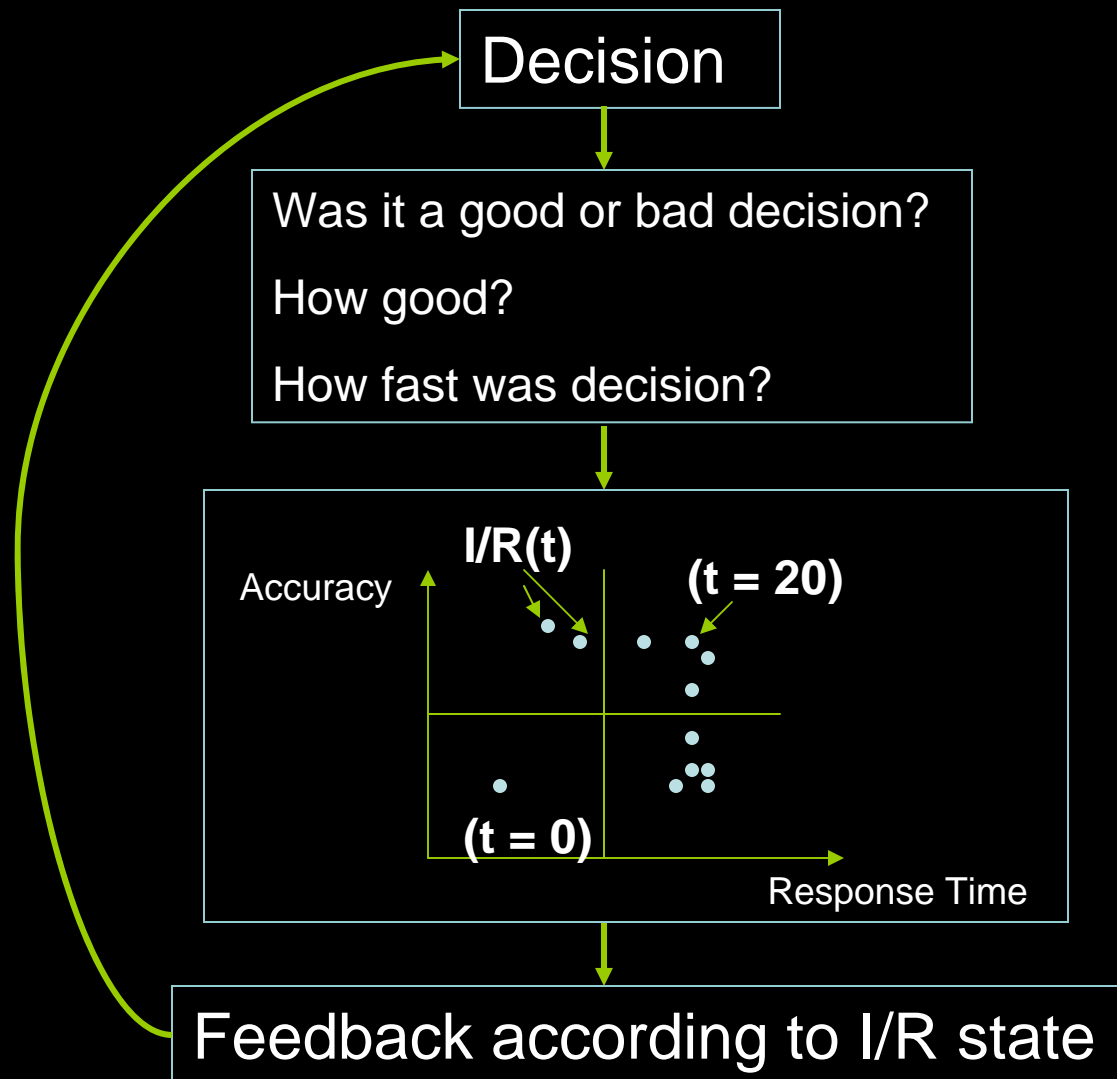 Decision
Was it a good or bad decision?
How good?
How fast was decision?
I/R(t)
(t = 20)
Accuracy
(t = 0)
Response Time
Feedback according to I/R state